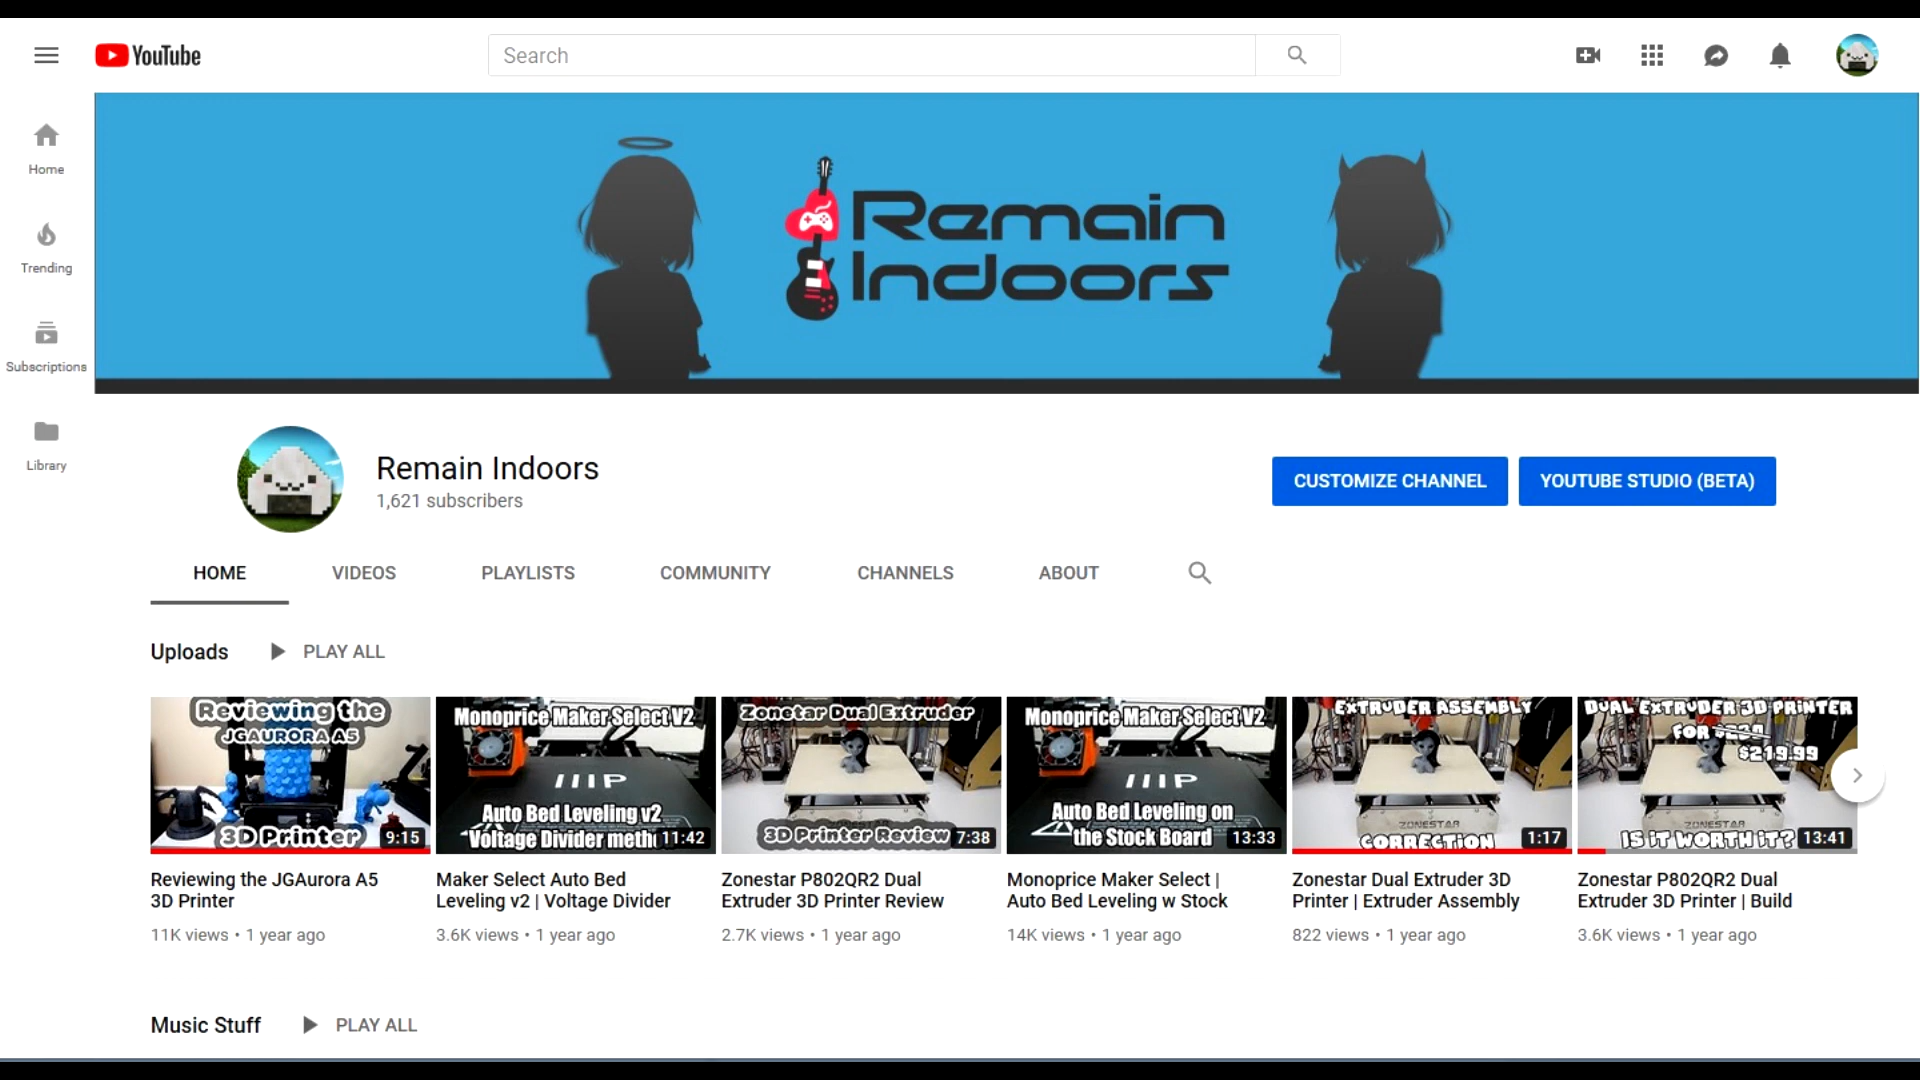 YouTube
Search
Home
Trending
Subscriptions
Library
Remain
Indoors
Remain Indoors
1,621 subscribers
CUSTOMIZE CHANNEL
YOUTUBE STUDIO (BETA)
HOME
VIDEOS
PLAYLISTS
COMMUNITY
CHANNELS
ABOUT
Uploads
PLAY ALL
Reviewing the
JGAURORA A5
3D Printer
9:15
Reviewing the JGAurora A5
3D Printer
11K views • 1 year ago
Monoprice Maker Select V2
IIIP
Auto Bed Leveling v2
Voltage Divider meth
11:42
Maker Select Auto Bed
Leveling v2 | Voltage Divider
3.6K views • 1 year ago
Zonetar Dual Extruder
3D Printer Review
7:38
Zonestar P802QR2 Dual
Extruder 3D Printer Review
2.7K views • 1 year ago
Monoprice Maker Select V2
IIIP
Auto Bed Leveling on
the Stock Board
13:33
Monoprice Maker Select |
Auto Bed Leveling w Stock
14K views • 1 year ago
EXTRUDER ASSEMBLY
ZONESTAR
CORRECTION
1:17
Zonestar Dual Extruder 3D
Printer | Extruder Assembly
822 views • 1 year ago
DUAL EXTRUDER 3D PRINTER
FOR
$219.99
ZONESTAR
IS IT WORTH IT?
13:41
Zonestar P802QR2 Dual
Extruder 3D Printer | Build
3.6K views • 1 year ago
Music Stuff
PLAY ALL